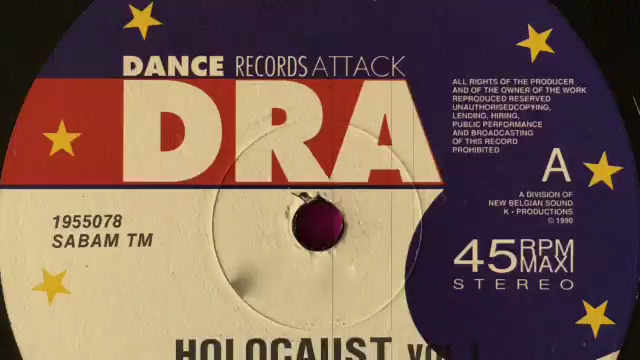 DANCE RECORDS ATTACK
DRA
ALL RIGHTS OF THE PRODUCER
AND OF THE OWNER OF THE WORK
REPRODUCED RESERVED
UNAUTHORISEDCOPYING,
LENDING, HIRING,
PUBLIC PERFORMANCE
AND BROADCASTING
OF THIS RECORD
PROHIBITED
A
A DIVISION OF
NEW BELGIAN SOUND
K - PRODUCTIONS
© 1990
1955078
SABAM TM
45 RPM
MAXI
STEREO
HOLOCAUST VOL 1